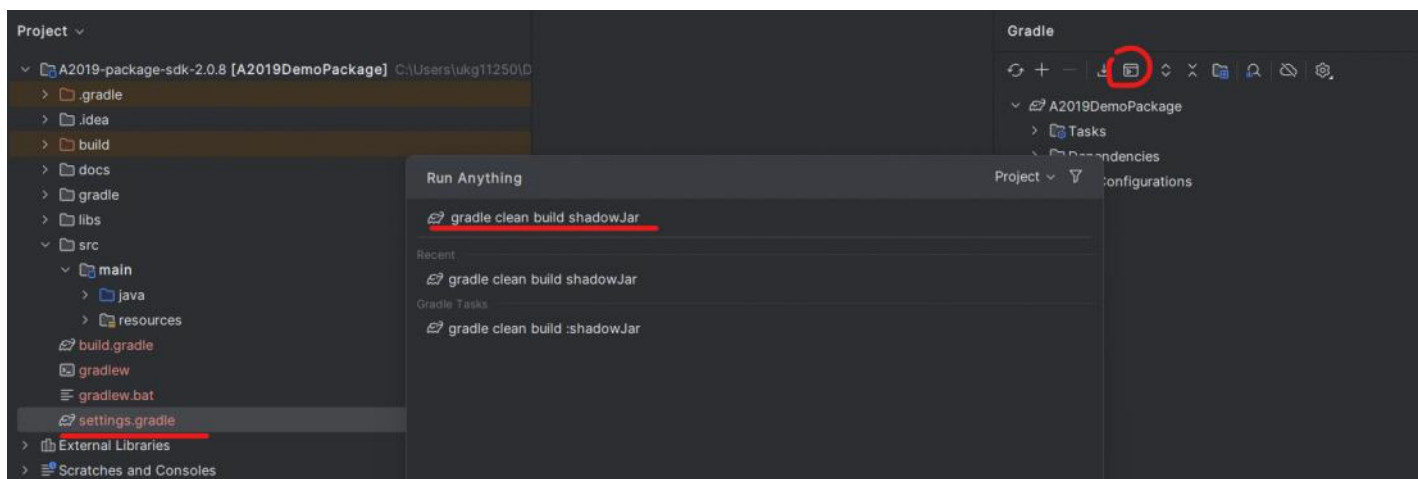 Project
A2019-package-sdk-2.0.8 [A2019DemoPackage] C:\Users\ukg11250\D
.gradle
.idea
build
docs
gradle
libs
src
main
java
resources
build.gradle
gradlew
gradlew.bat
settings.gradle
External Libraries
Scratches and Consoles
Run Anything
Project
gradle clean build shadowJar
Recent
gradle clean build shadowJar
Gradle Tasks
gradle clean build :shadowJar
Gradle
A2019DemoPackage
Tasks
Dependencies
onfigurations